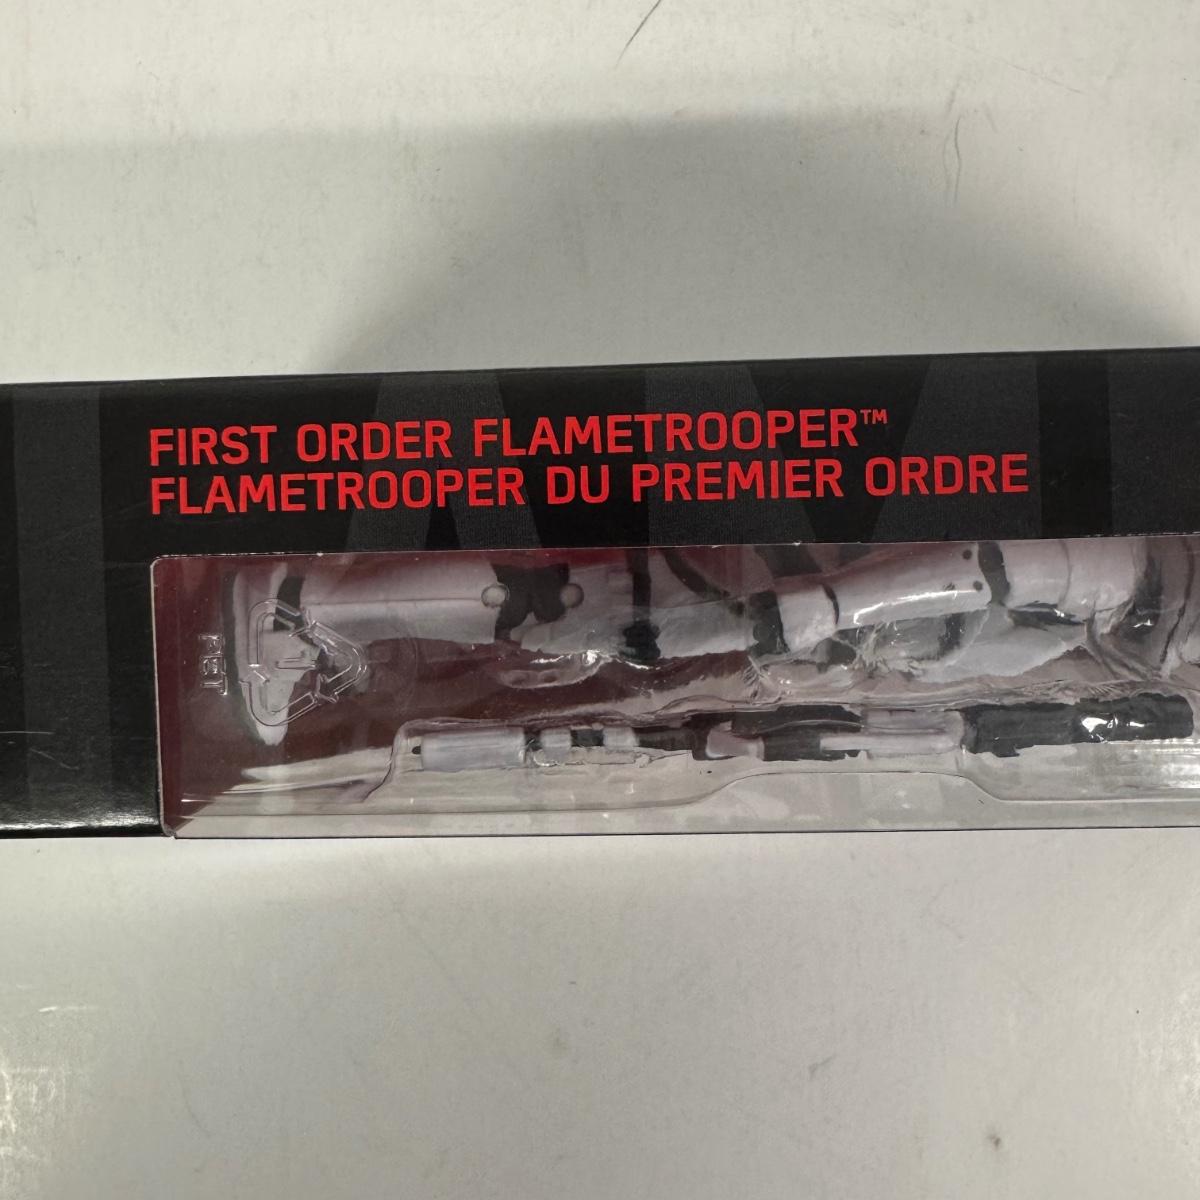 FIRST ORDER FLAMETROOPER™
FLAMETROOPER DU PREMIER ORDRE
PET